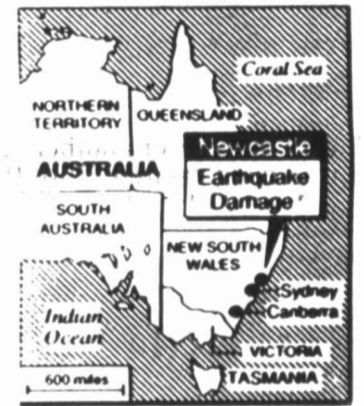 Coral Sea
NORTHERN
TERRITORY
QUEENSLAND
Newcastle
AUSTRALIA
Earthquake
Damage
SOUTH
AUSTRALIA
NEW SOUTH
WALES
Sydney
Canberra
Indian
Ocean
VICTORIA
600 miles
TASMANIA